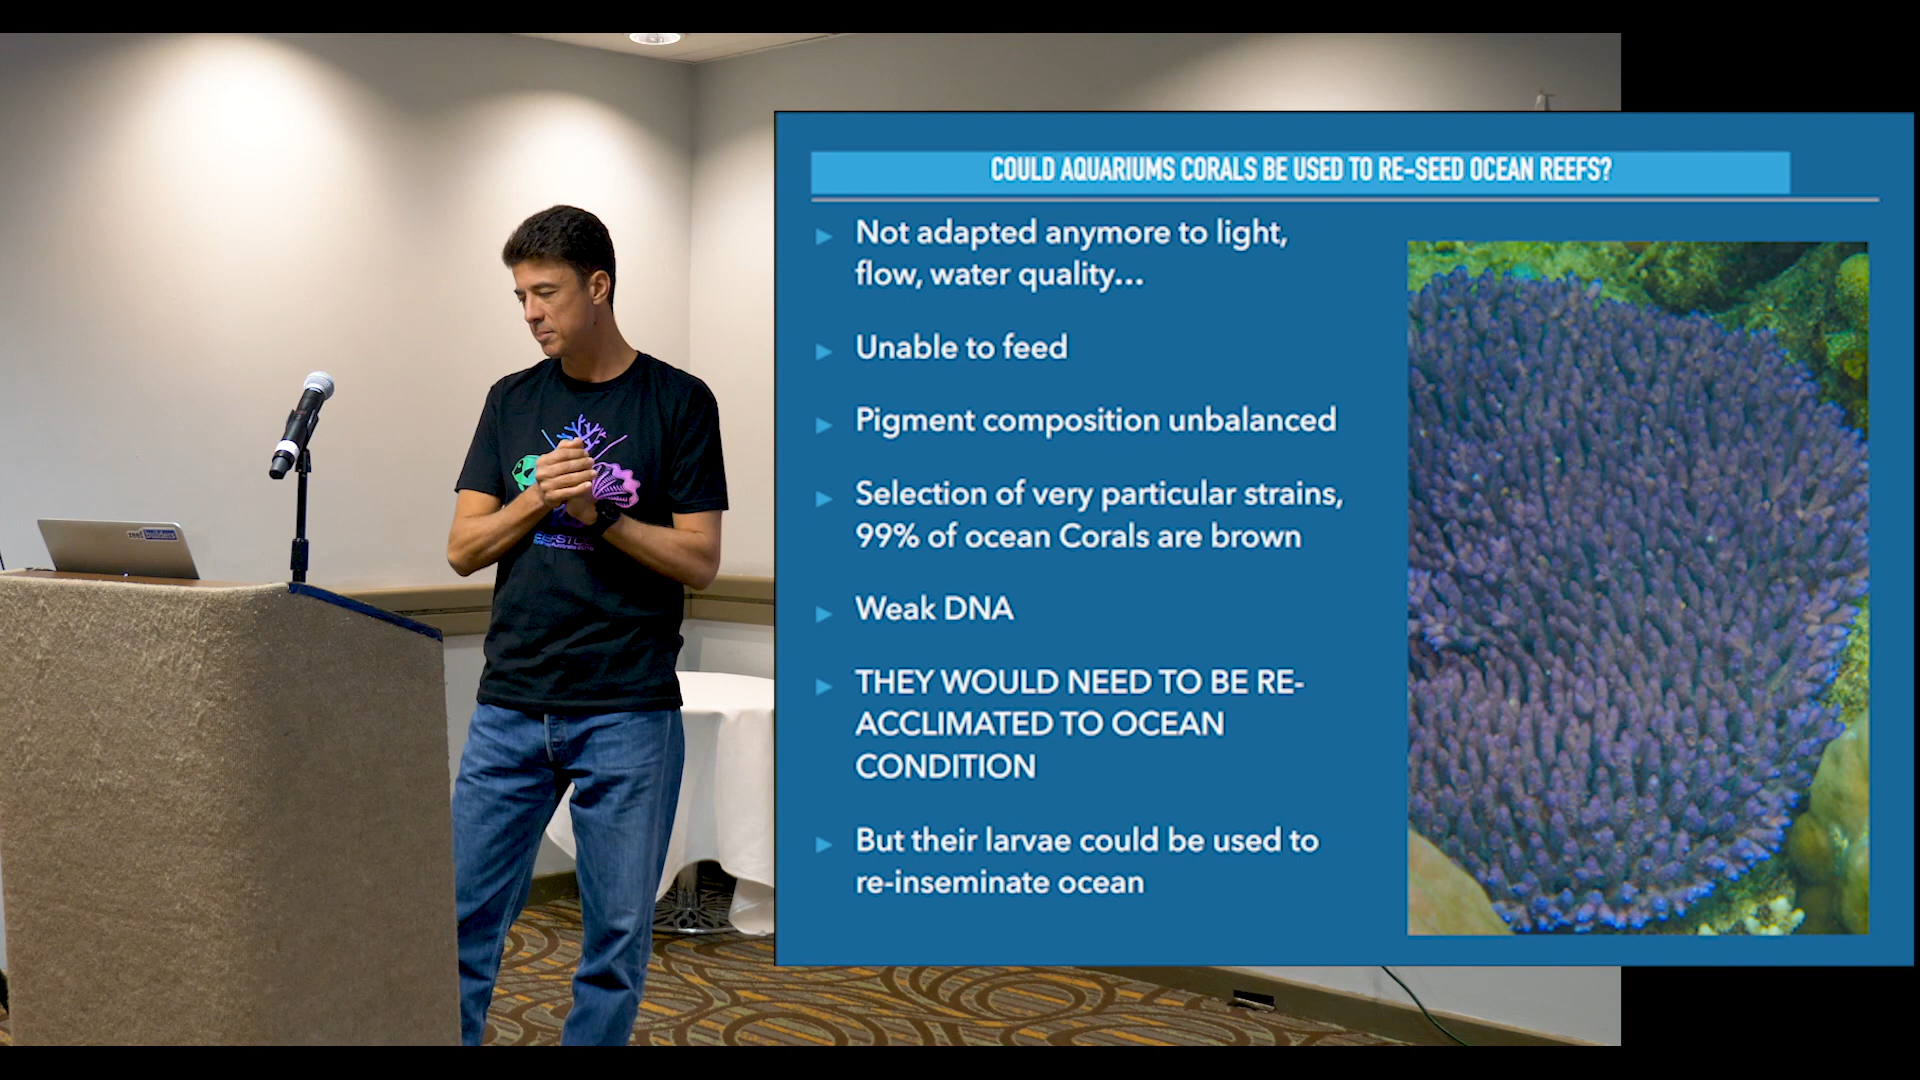 COULD AQUARIUMS CORALS BE USED TO RE-SEED OCEAN REEFS?
Not adapted anymore to light,
flow, water quality...
Unable to feed
Pigment composition unbalanced
Selection of very particular strains,
99% of ocean Corals are brown
Weak DNA
THEY WOULD NEED TO BE RE-
ACCLIMATED TO OCEAN
CONDITION
But their larvae could be used to
re-inseminate ocean
reef builders